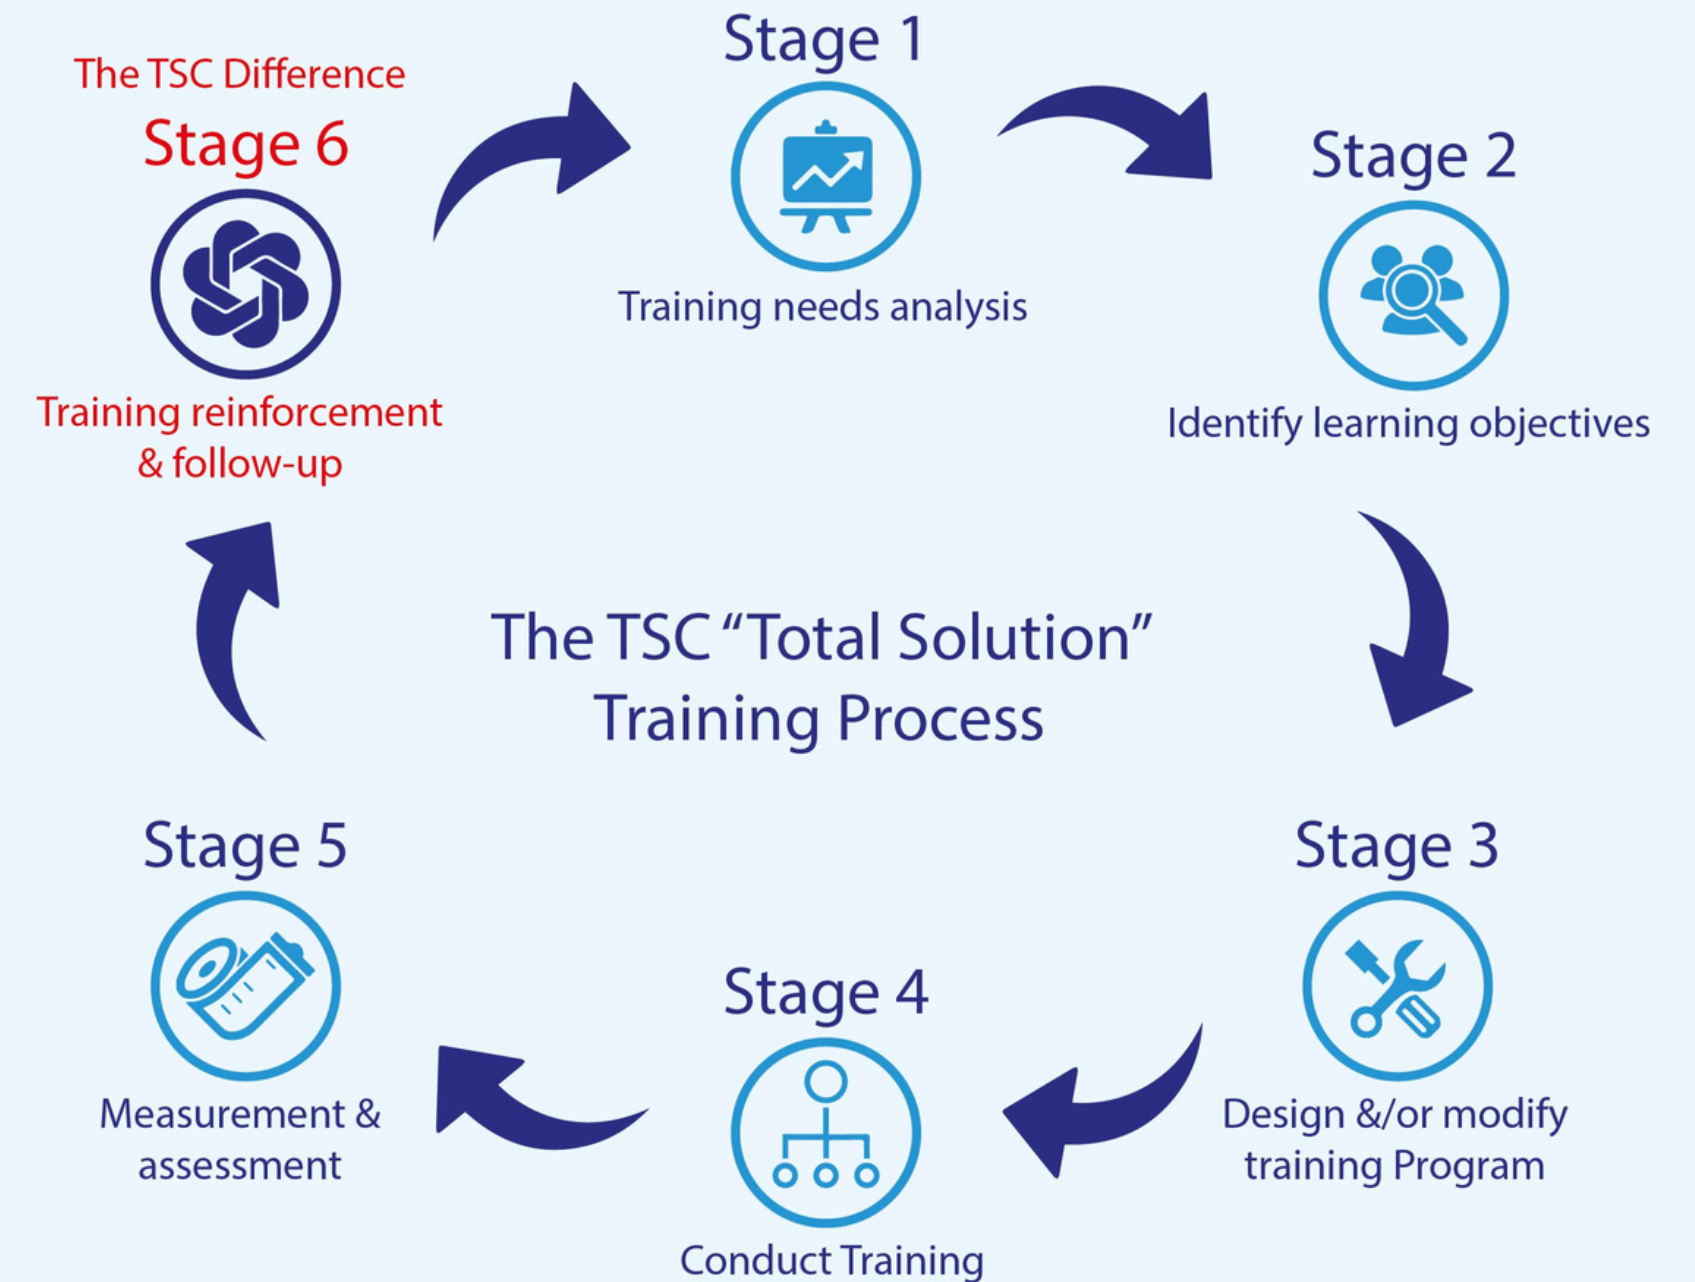 The TSC Difference
Stage 6
Training reinforcement
& follow-up
Stage 1
Training needs analysis
Stage 2
Identify learning objectives
The TSC “Total Solution”
Training Process
Stage 5
Measurement &
assessment
Stage 4
Conduct Training
Stage 3
Design &/or modify
training Program